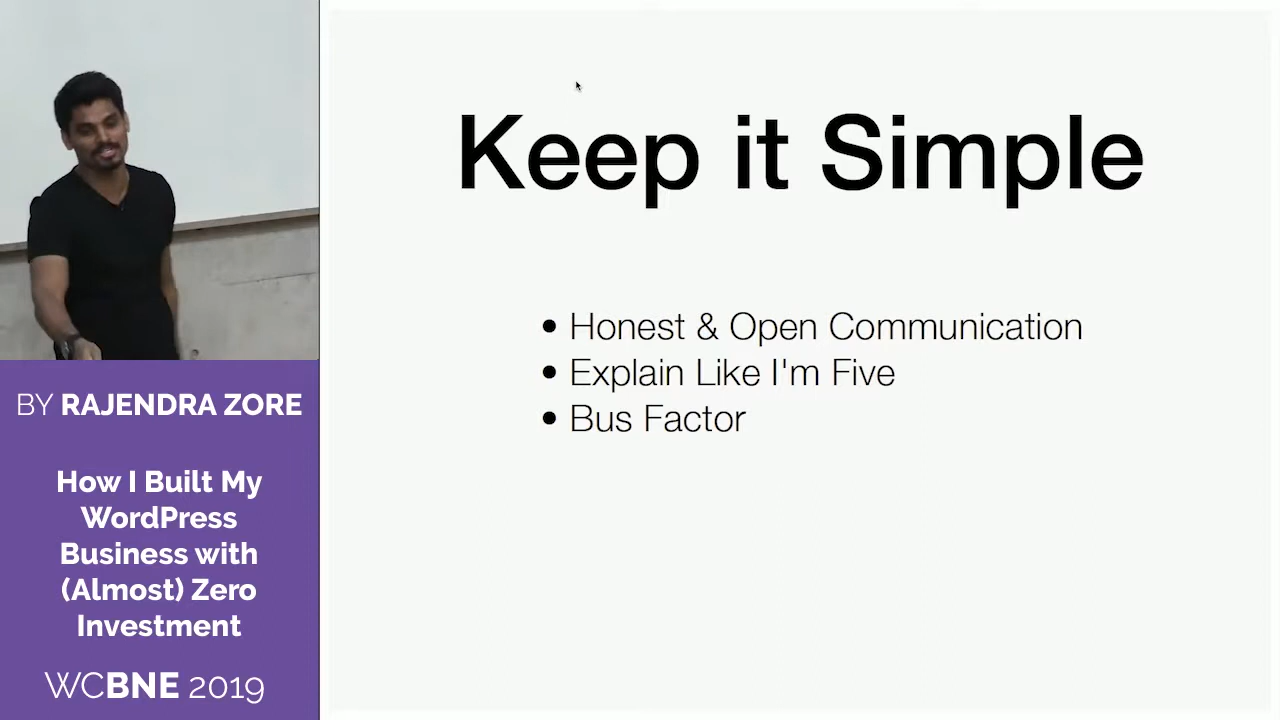 Keep it Simple
• Honest & Open Communication
• Explain Like I'm Five
• Bus Factor
BY RAJENDRA ZORE
How I Built My
WordPress
Business with
(Almost) Zero
Investment
WCBNE 2019